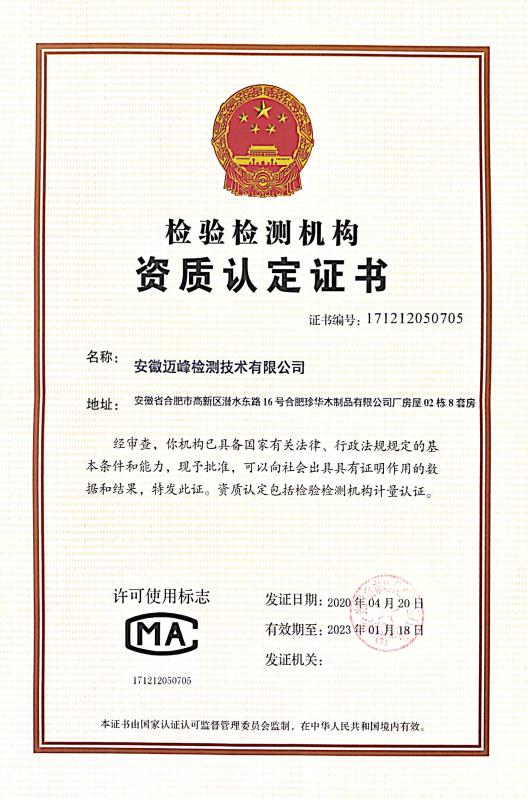 检验检测机构
资质认定证书
证书编号：171212050705
名称：安徽迈峰检测技术有限公司
地址：安徽省合肥市高新区潜水东路 16 号合肥珍华木制品有限公司厂房屋 02 栋 8 套房
经审查，你机构已具备国家有关法律、行政法规规定的基
本条件和能力，现予批准，可以向社会出具具有证明作用的数
据和结果，特发此证。资质认定包括检验检测机构计量认证。
许可使用标志
MA
171212050705
发证日期：2020 年 04 月 20 日
有效期至：2023 年 01 月 18 日
发证机关：
本证书由国家认证认可监督管理委员会监制，在中华人民共和国境内有效。